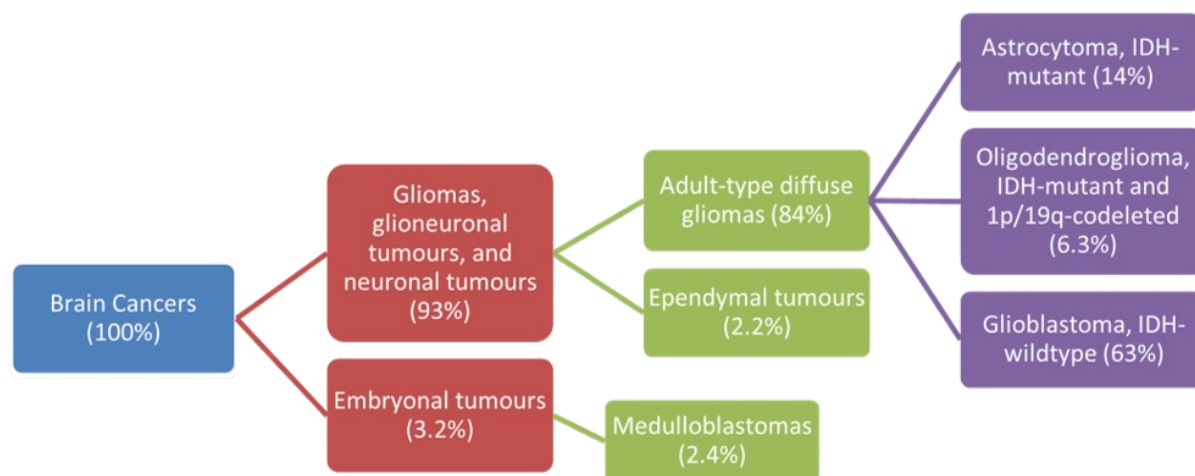 Brain Cancers
(100%)
Gliomas,
glioneuronal
tumours, and
neuronal tumours
(93%)
Embryonal tumours
(3.2%)
Adult-type diffuse
gliomas (84%)
Ependymal tumours
(2.2%)
Medulloblastomas
(2.4%)
Astrocytoma, IDH-
mutant (14%)
Oligodendroglioma,
IDH-mutant and
1p/19q-codeleted
(6.3%)
Glioblastoma, IDH-
wildtype (63%)